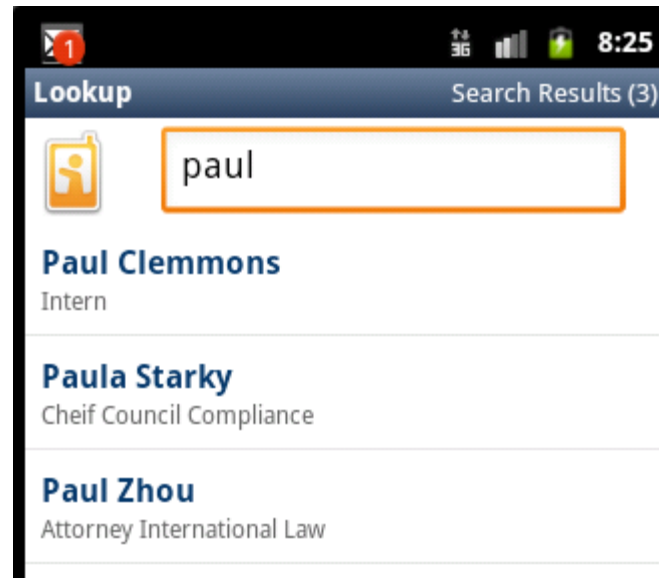 1
3G
8:25
Lookup
Search Results (3)
paul
Paul Clemmons
Intern
Paula Starky
Cheif Council Compliance
Paul Zhou
Attorney International Law